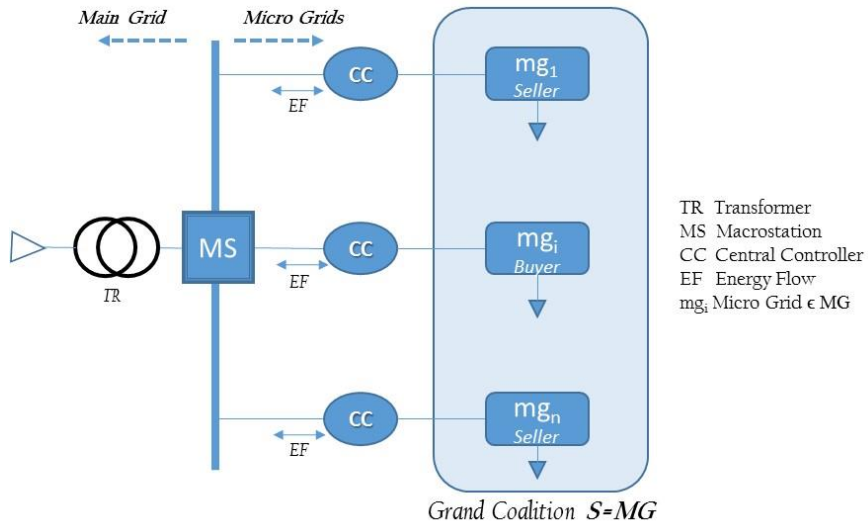 Main Grid
Micro Grids
CC
mg₁
Seller
EF
TR Transformer
MS Macrostation
CC Central Controller
EF Energy Flow
mgᵢ Micro Grid ϵ MG
MS
CC
mgᵢ
Buyer
EF
TR
CC
mgₙ
Seller
EF
Grand Coalition S=MG